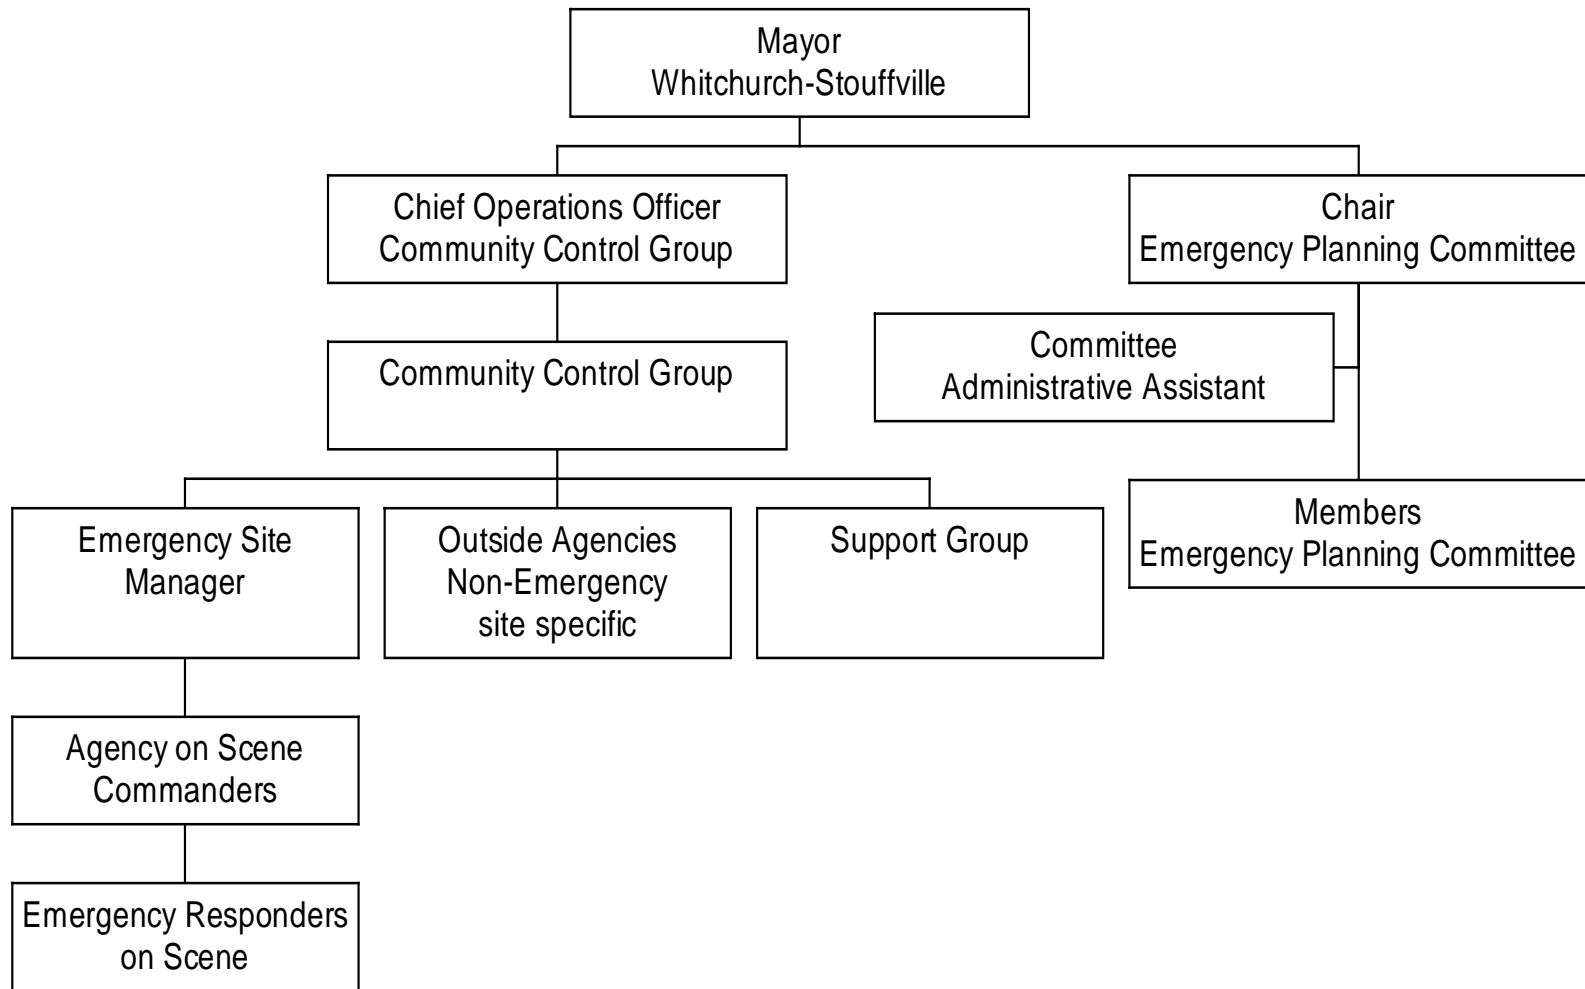 Mayor
Whitchurch-Stouffville
Chief Operations Officer
Community Control Group
Chair
Emergency Planning Committee
Community Control Group
Committee
Administrative Assistant
Emergency Site
Manager
Outside Agencies
Non-Emergency
site specific
Support Group
Members
Emergency Planning Committee
Agency on Scene
Commanders
Emergency Responders
on Scene